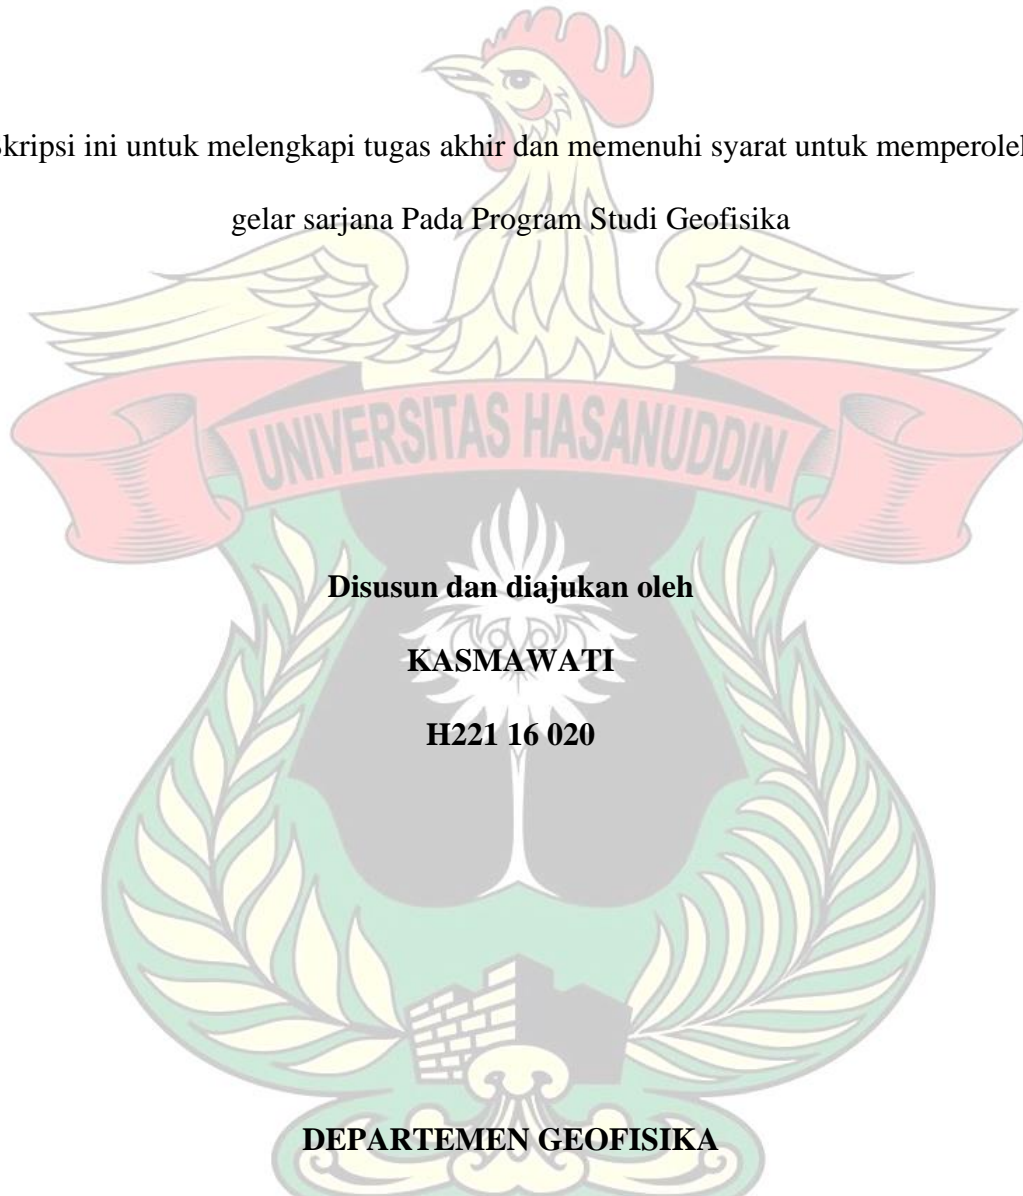 Skripsi ini untuk melengkapi tugas akhir dan memenuhi syarat untuk memperoleh
gelar sarjana Pada Program Studi Geofisika
UNIVERSITAS HASANUDDIN
Disusun dan diajukan oleh
KASMAWATI
H221 16 020
DEPARTEMEN GEOFISIKA